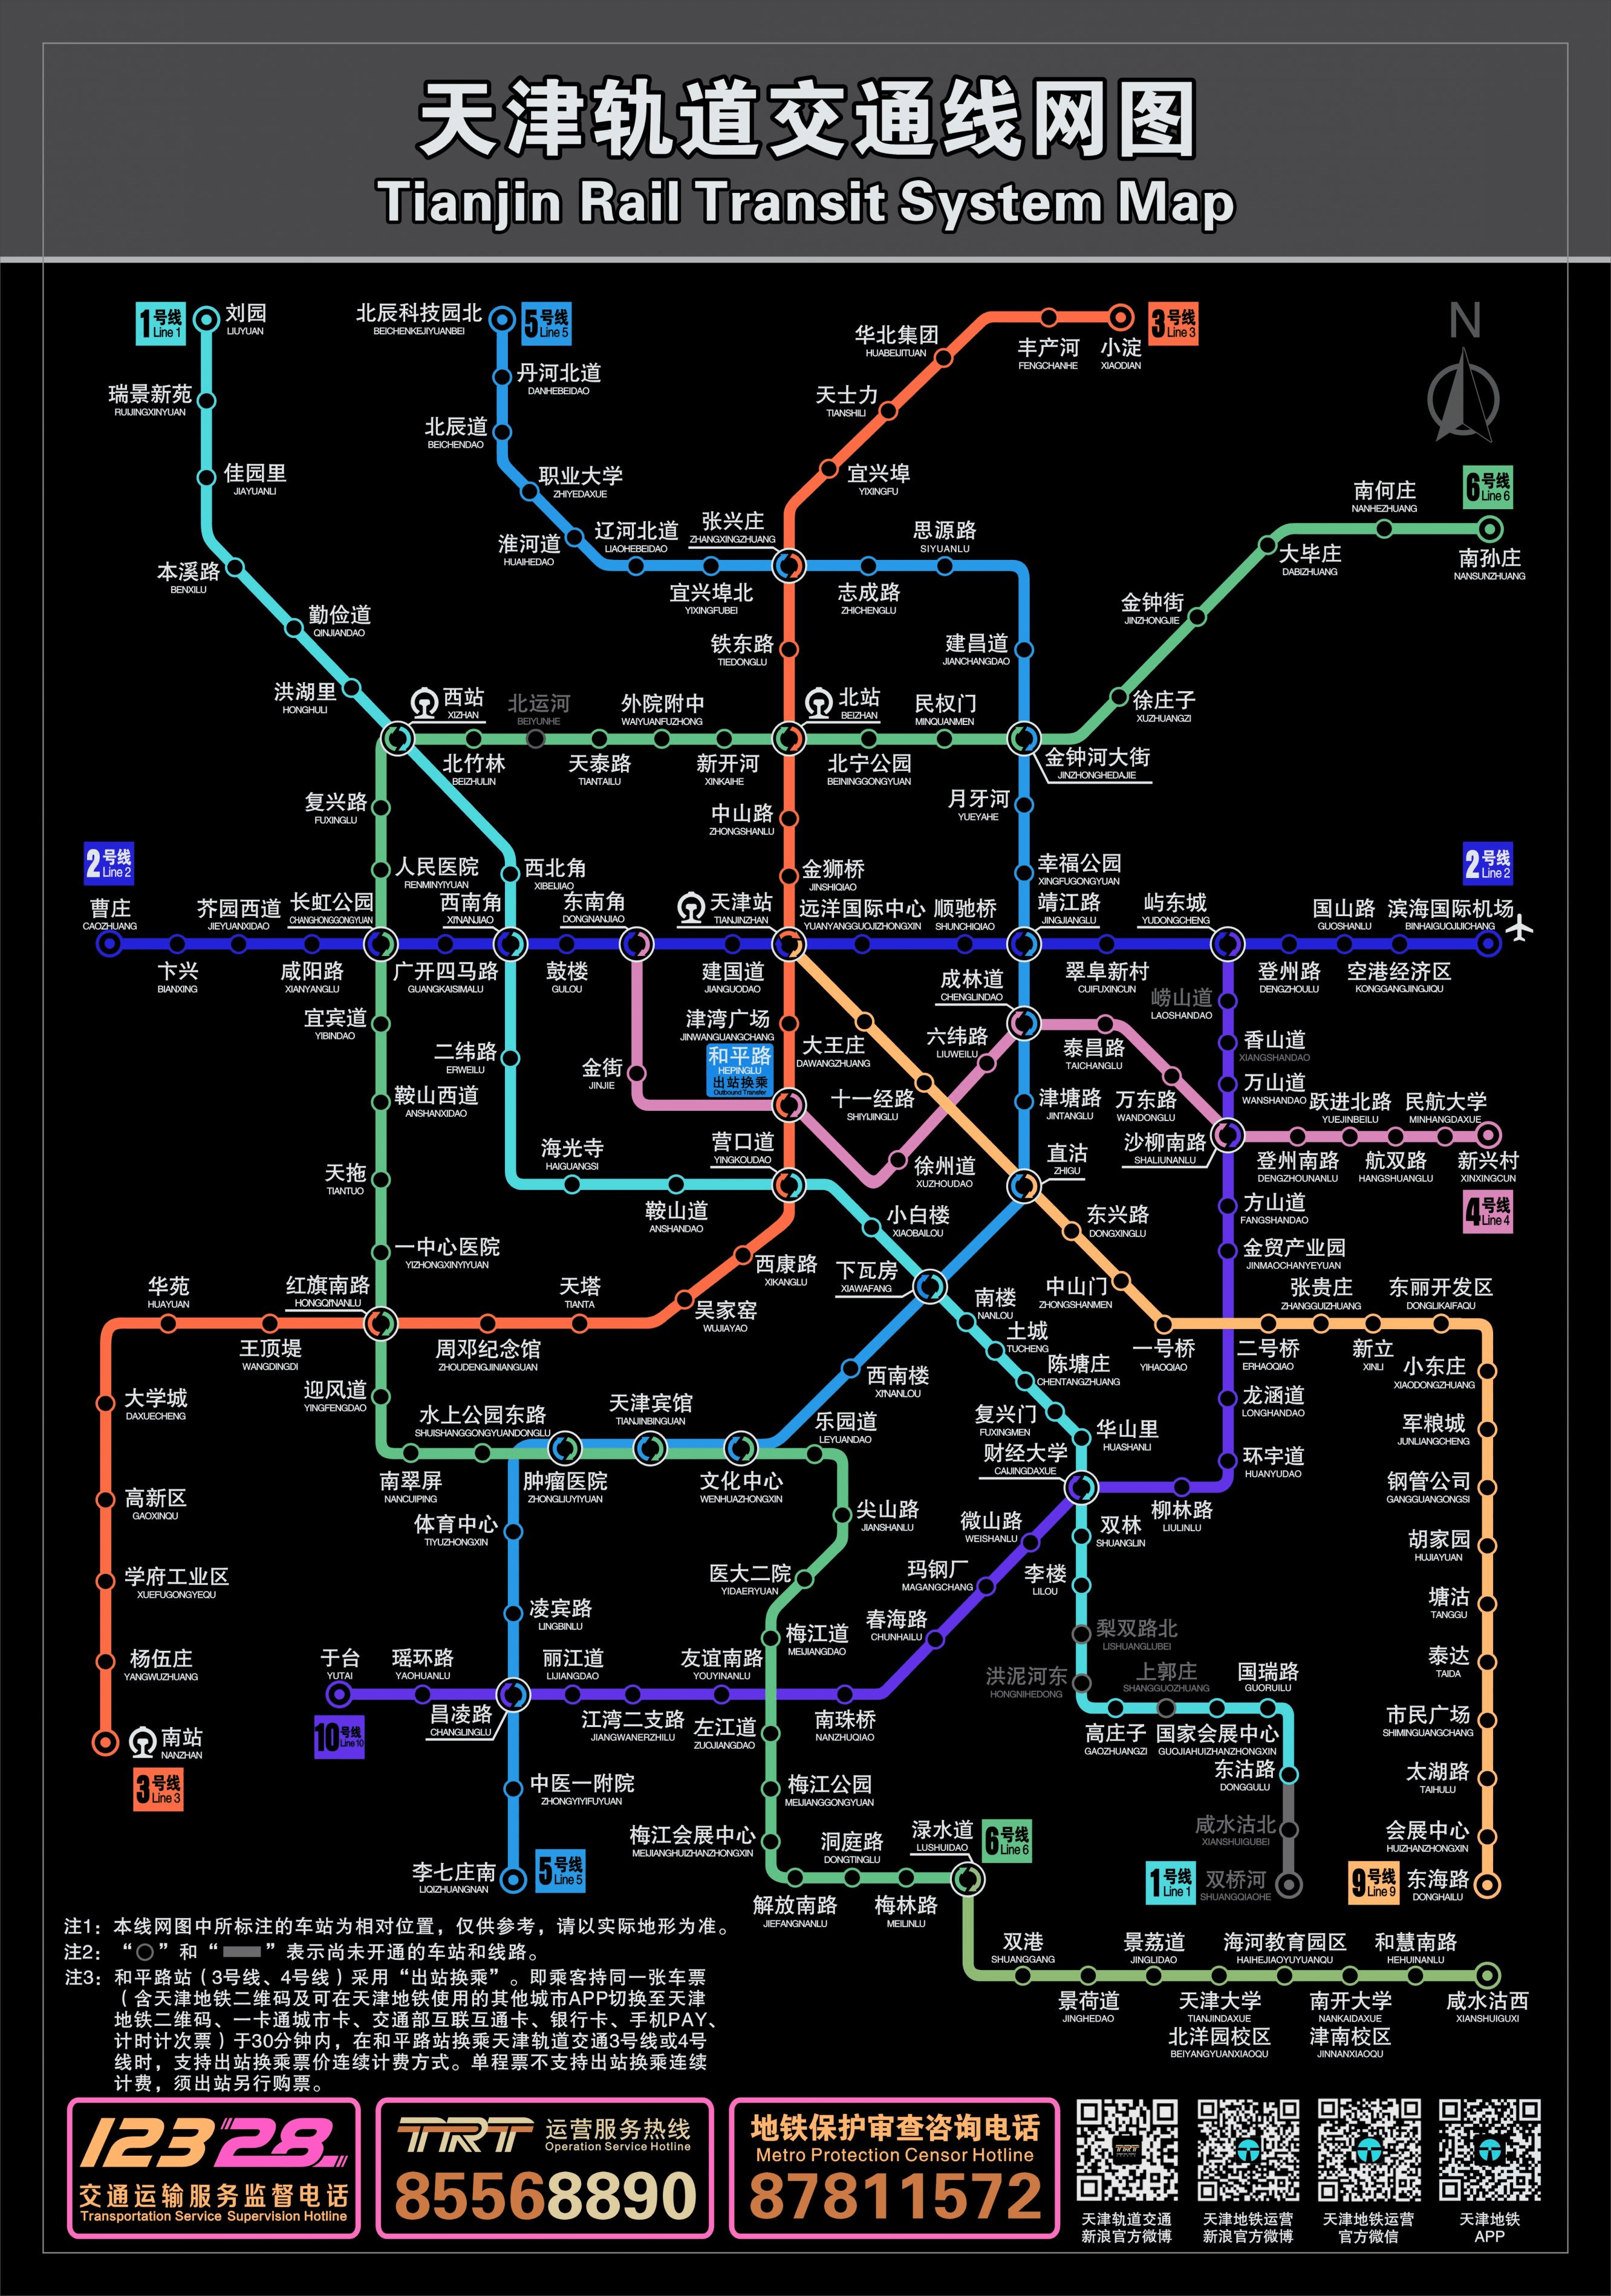 天津轨道交通线网图
Tianjin Rail Transit System Map
1号线 Line 1
刘园
LIUYUAN
北辰科技园北
BEICHENKEJIYUANBEI
5号线 Line 5
华北集团
HUABEIJITUAN
丰产河
FENGCHANHE
小淀
XIAODIAN
3号线 Line 3
N
瑞景新苑
RUIJINGXINYUAN
丹河北道
DANHEBEIDAO
天士力
TIANSHILI
北辰道
BEICHENDAO
佳园里
JIAYUANLI
职业大学
ZHIYEDAXUE
宜兴埠
YIXINGFU
6号线 Line 6
南何庄
NANHEZHUANG
淮河道
HUAIHEDAO
辽河北道
LIAOHEBEIDAO
张兴庄
ZHANGXINGZHUANG
思源路
SIYUANLU
大毕庄
DABIZHUANG
南孙庄
NANSUNZHUANG
本溪路
BENXILU
宜兴埠北
YIXINGFUBEI
志成路
ZHICHENGLU
勤俭道
QINJIANDAO
金钟街
JINZHONGJIE
铁东路
TIEDONGLU
建昌道
JIANCHANGDAO
洪湖里
HONGHULI
西站
XIZHAN
北运河
BEIYUNHE
外院附中
WAIYUANFUZHONG
北站
BEIZHAN
民权门
MINQUANMEN
徐庄子
XUZHUANGZI
北竹林
BEIZHULIN
天泰路
TIANTAILU
新开河
XINKAIHE
北宁公园
BEININGGONGYUAN
金钟河大街
JINZHONGHEDAJIE
复兴路
FUXINGLU
中山路
ZHONGSHANLU
月牙河
YUEYAHE
2号线 Line 2
人民医院
RENMINYIYUAN
西北角
XIBEIJIAO
金狮桥
JINSHIQIAO
幸福公园
XINGFUGONGYUAN
2号线 Line 2
曹庄
CAOZHUANG
芥园西道
JIEYUANXIDAO
长虹公园
CHANGHONGGONGYUAN
西南角
XI'NANJIAO
东南角
DONGNANJIAO
天津站
TIANJINZHAN
远洋国际中心
YUANYANGGUOJIZHONGXIN
顺驰桥
SHUNCHIQIAO
靖江路
JINGJIANGLU
屿东城
YUDONGCHENG
国山路
GUOSHANLU
滨海国际机场
BINHAIGUOJIJICHANG
卞兴
BIANXING
咸阳路
XIANYANGLU
广开四马路
GUANGKAISIMALU
鼓楼
GULOU
建国道
JIANGUODAO
翠阜新村
CUIFUXINCUN
登州路
DENGZHOULU
空港经济区
KONGGANGJINGJIQU
成林道
CHENGLINDAO
崂山道
LAOSHANDAO
宜宾道
YIBINDAO
津湾广场
JINWANGUANGCHANG
二纬路
ERWEILU
和平路
HEPINGLU
出站换乘
Outbound Transfer
大王庄
DAWANGZHUANG
六纬路
LIUWEILU
泰昌路
TAICHANGLU
香山道
XIANGSHANDAO
金街
JINJIE
万山道
WANSHANDAO
鞍山西道
ANSHANXIDAO
十一经路
SHIYIJINGLU
津塘路
JINTANGLU
万东路
WANDONGLU
跃进北路
YUEJINBEILU
民航大学
MINHANGDAXUE
海光寺
HAIGUANGSI
营口道
YINGKOUDAO
徐州道
XUZHOUDAO
直沽
ZHIGU
沙柳南路
SHALIUNANLU
登州南路
DENGZHOUNANLU
航双路
HANGSHUANGLU
新兴村
XINXINGCUN
4号线 Line 4
天拖
TIANTUO
鞍山道
ANSHANDAO
小白楼
XIAOBAILOU
东兴路
DONGXINGLU
方山道
FANGSHANDAO
一中心医院
YIZHONGXINYIYUAN
西康路
XIKANGLU
下瓦房
XIAWAFANG
金贸产业园
JINMAOCHANYEYUAN
华苑
HUAYUAN
红旗南路
HONGQI'NANLU
天塔
TIANTA
吴家窑
WUJIAYAO
南楼
NANLOU
中山门
ZHONGSHANMEN
张贵庄
ZHANGGUIZHUANG
东丽开发区
DONGLIKAIFAQU
王顶堤
WANGDINGDI
周邓纪念馆
ZHOUDENGJINIANGUAN
土城
TUCHENG
一号桥
YIHAOQIAO
二号桥
ERHAOQIAO
新立
XINLI
小东庄
XIAODONGZHUANG
迎风道
YINGFENGDAO
西南楼
XI'NANLOU
陈塘庄
CHENTANGZHUANG
大学城
DAXUECHENG
水上公园东路
SHUISHANGGONGYUANDONGLU
天津宾馆
TIANJINBINGUAN
乐园道
LEYUANDAO
复兴门
FUXINGMEN
华山里
HUASHANLI
龙涵道
LONGHANDAO
军粮城
JUNLIANGCHENG
南翠屏
NANCUIPING
肿瘤医院
ZHONGLIUYIYUAN
文化中心
WENHUAZHONGXIN
财经大学
CAIJINGDAXUE
环宇道
HUANYUDAO
高新区
GAOXINQU
体育中心
TIYUZHONGXIN
尖山路
JIANSHANLU
微山路
WEISHANLU
双林
SHUANGLIN
柳林路
LIULINLU
钢管公司
GANGGUANGONGSI
胡家园
HUJIAYUAN
学府工业区
XUEFUGONGYEQU
医大二院
YIDAERYUAN
玛钢厂
MAGANGCHANG
李楼
LILOU
凌宾路
LINGBINLU
春海路
CHUNHAILU
塘沽
TANGGU
杨伍庄
YANGWUZHUANG
于台
YUTAI
瑶环路
YAOHUANLU
丽江道
LIJIANGDAO
友谊南路
YOUYINANLU
梅江道
MEIJIANGDAO
梨双路北
LISHUANGLUBEI
泰达
TAIDA
洪泥河东
HONGNIHEDONG
上郭庄
SHANGGUOZHUANG
国瑞路
GUORUILU
南站
NANZHAN
10号线 Line 10
昌凌路
CHANGLINGLU
江湾二支路
JIANGWANERZHILU
左江道
ZUOJIANGDAO
南珠桥
NANZHUQIAO
高庄子
GAOZHUANGZI
国家会展中心
GUOJIAHUIZHANZHONGXIN
市民广场
SHIMINGUANGCHANG
3号线 Line 3
中医一附院
ZHONGYIYIFUYUAN
梅江公园
MEIJIANGGONGYUAN
东沽路
DONGGULU
太湖路
TAIHULU
梅江会展中心
MEIJIANGHUIZHANZHONGXIN
洞庭路
DONGTINGLU
渌水道
LUSHUIDAO
6号线 Line 6
咸水沽北
XIANSHUIGUBEI
会展中心
HUIZHANZHONGXIN
李七庄南
LIQIZHUANGNAN
5号线 Line 5
解放南路
JIEFANGNANLU
梅林路
MEILINLU
1号线 Line 1
双桥河
SHUANGQIAOHE
9号线 Line 9
东海路
DONGHAILU
双港
SHUANGGANG
景荔道
JINGLIDAO
海河教育园区
HAIHEJIAOYUYUANQU
和慧南路
HEHUINANLU
景荷道
JINGHEDAO
天津大学
TIANJINDAXUE
北洋园校区
BEIYANGYUANXIAOQU
南开大学
NANKAIDAXUE
津南校区
JINNANXIAOQU
咸水沽西
XIANSHUIGUXI
注1：本线网图中所标注的车站为相对位置，仅供参考，请以实际地形为准。
注2：“ ”和“ ”表示尚未开通的车站和线路。
注3：和平路站（3号线、4号线）采用“出站换乘”。即乘客持同一张车票
（含天津地铁二维码及可在天津地铁使用的其他城市APP切换至天津
地铁二维码、一卡通城市卡、交通部互联互通卡、银行卡、手机PAY、
计时计次票）于30分钟内，在和平路站换乘天津轨道交通3号线或4号
线时，支持出站换乘票价连续计费方式。单程票不支持出站换乘连续
计费，须出站另行购票。
12328
交通运输服务监督电话
Transportation Service Supervision Hotline
TRT 运营服务热线
Operation Service Hotline
85568890
地铁保护审查咨询电话
Metro Protection Censor Hotline
87811572
天津轨道交通
新浪官方微博
天津地铁运营
新浪官方微博
天津地铁运营
官方微信
天津地铁
APP